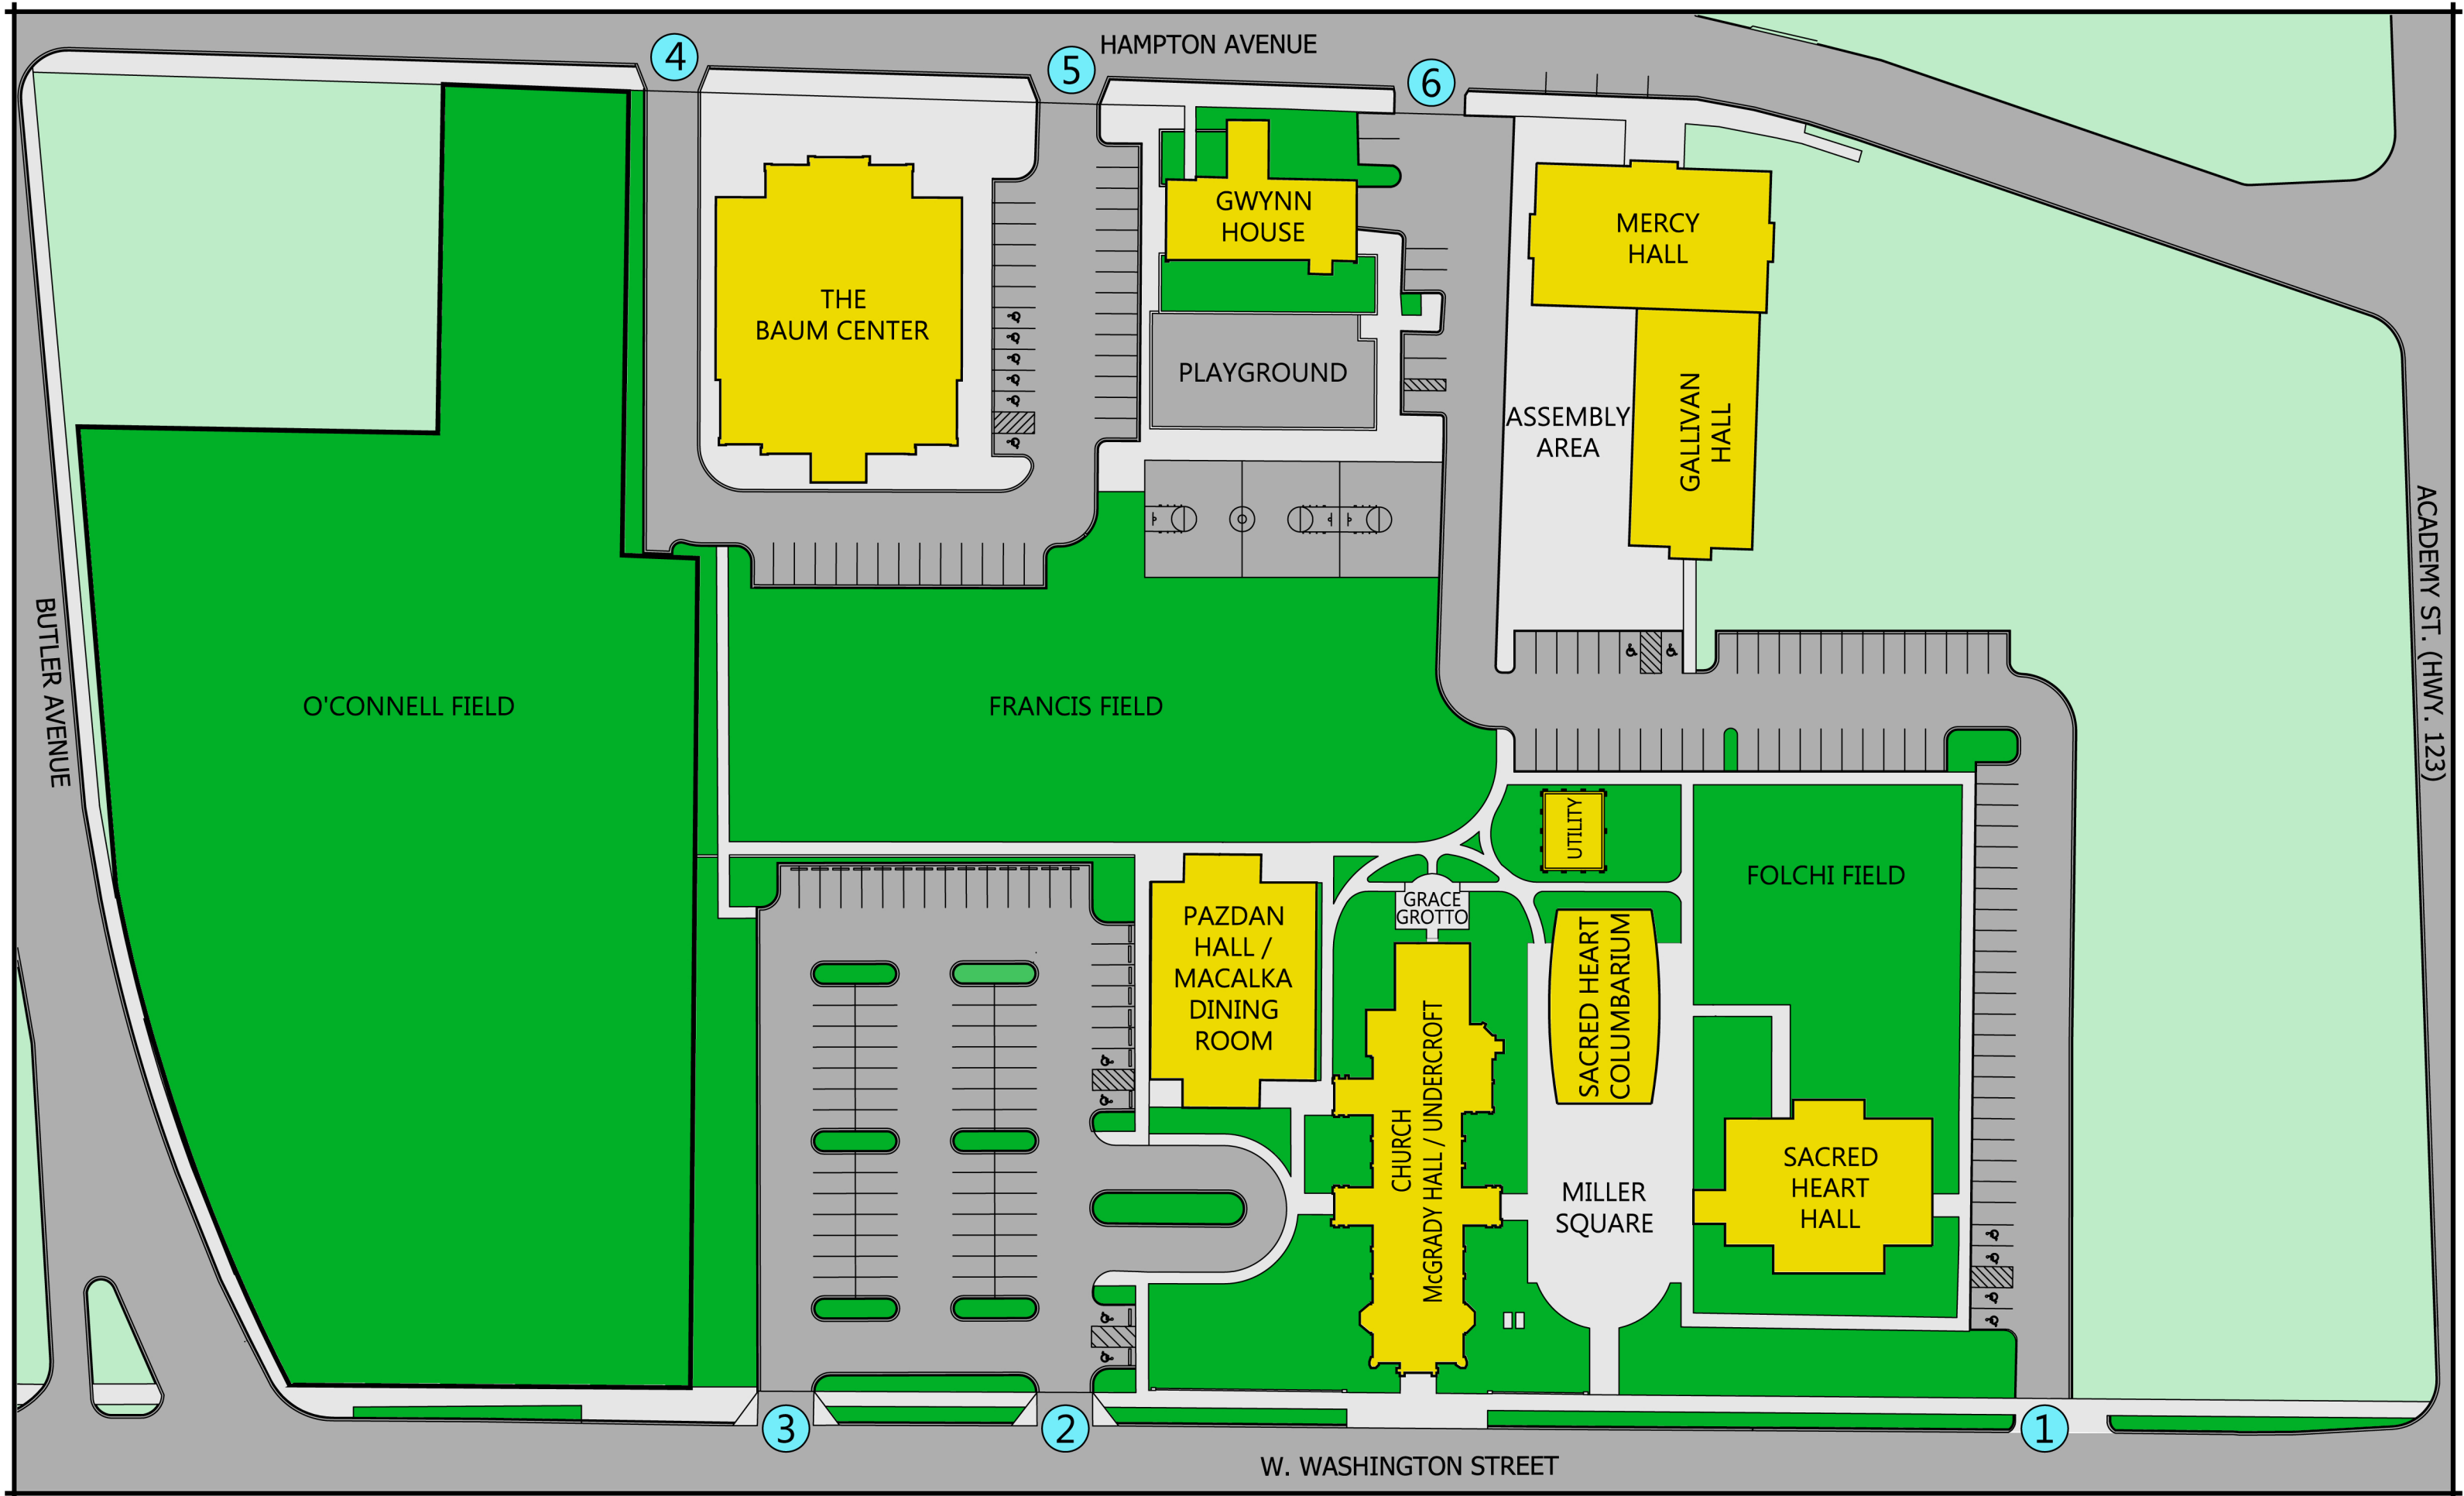 HAMPTON AVENUE
4
5
6
GWYNN
HOUSE
MERCY
HALL
THE
BAUM CENTER
PLAYGROUND
ASSEMBLY
AREA
GALLIVAN
HALL
ACADEMY ST. (HWY. 123)
BUTLER AVENUE
O'CONNELL FIELD
FRANCIS FIELD
UTILITY
FOLCHI FIELD
GRACE
GROTTO
PAZDAN
HALL /
MACALKA
DINING
ROOM
SACRED HEART
COLUMBARIUM
CHURCH
McGRADY HALL / UNDERCROFT
MILLER
SQUARE
SACRED
HEART
HALL
3
2
1
W. WASHINGTON STREET